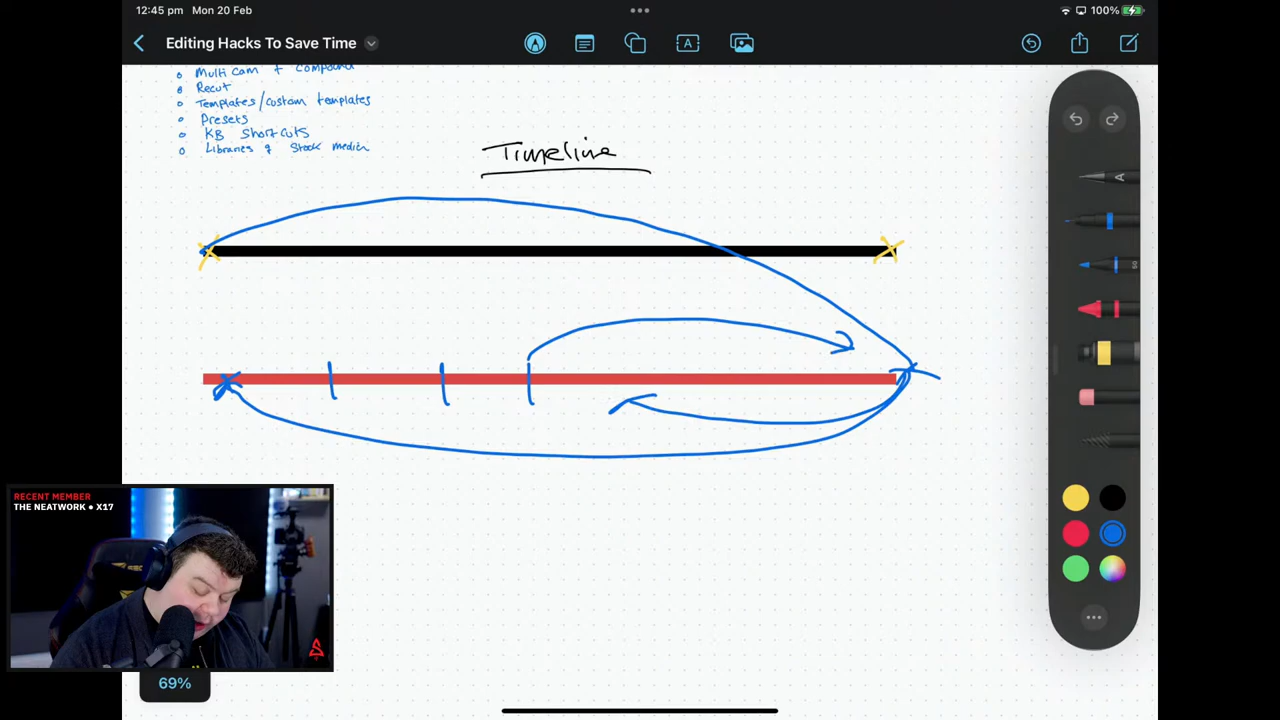 12:45 pm Mon 20 Feb
100%
Editing Hacks To Save Time
A
Multi Cam + Compound
Recut
Templates/custom templates
Presets
KB Shortcuts
Libraries & Stock Media
Timeline
A
50
RECENT MEMBER
THE NEATWORK ● X17
69%